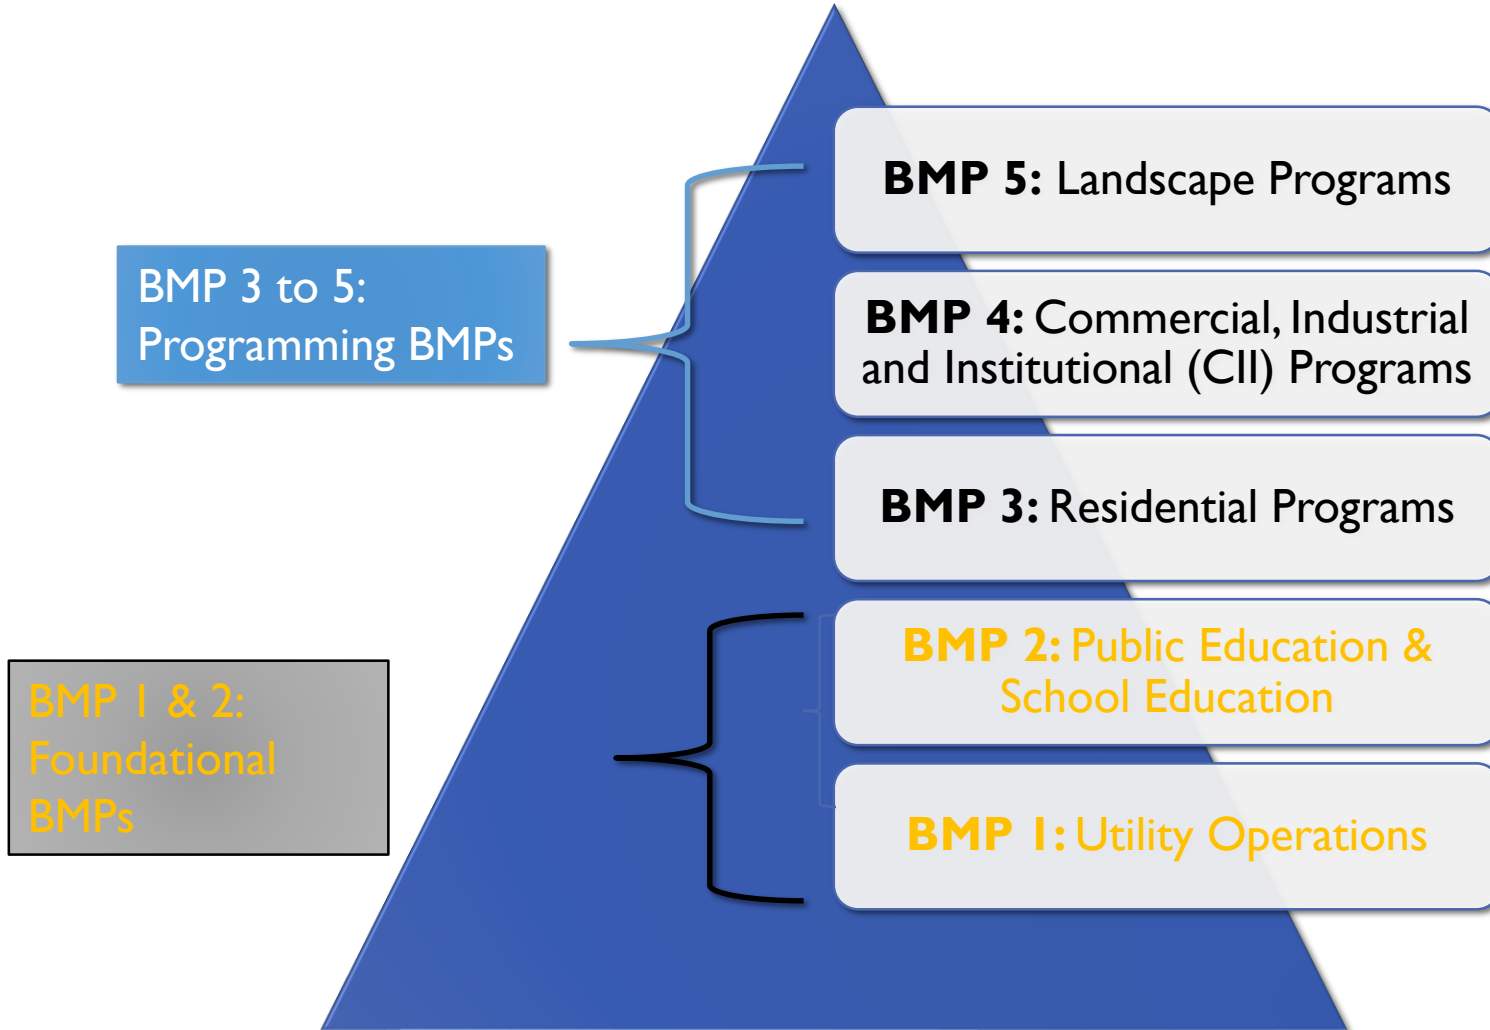 BMP 5: Landscape Programs
BMP 3 to 5:
Programming BMPs
BMP 4: Commercial, Industrial
and Institutional (CII) Programs
BMP 3: Residential Programs
BMP 2: Public Education &
School Education
BMP 1 & 2:
Foundational
BMPs
BMP 1: Utility Operations